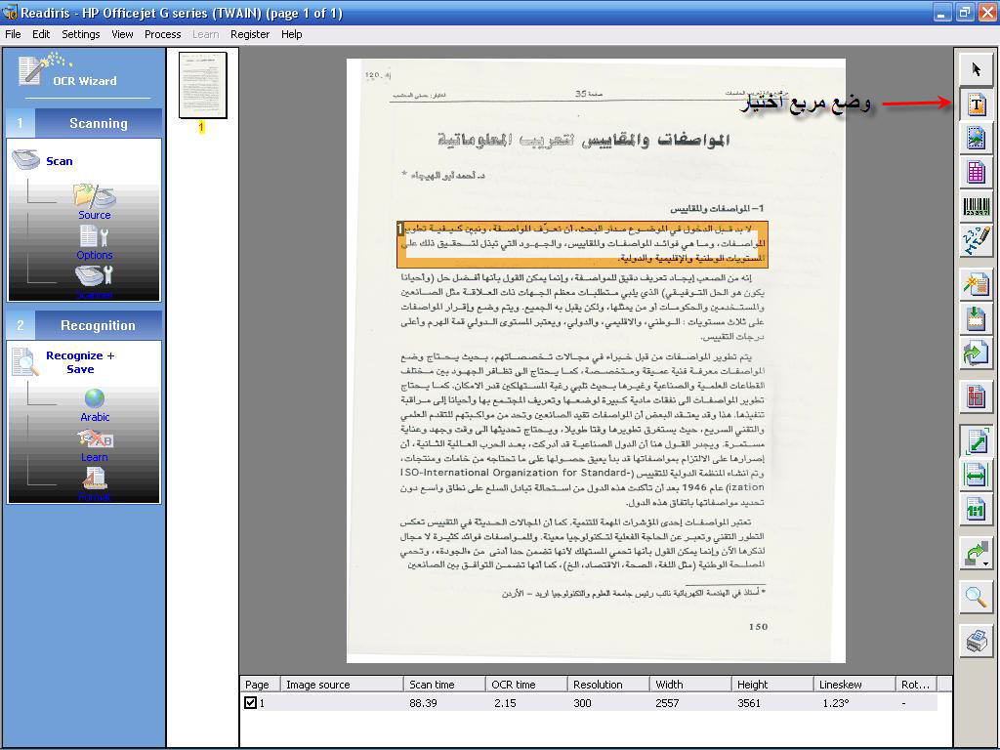 Readiris - HP Officejet G series (TWAIN) (page 1 of 1)
File Edit Settings View Process Learn Register Help
OCR Wizard
1 Scanning
Scan
Source
Options
Scanner
2 Recognition
Recognize +
Save
Arabic
Learn
Format
1
صفحة 35
وضع مربع اختيار
المواصفات والمقاييس لتعريب المعلوماتية
د. أحمد أبو الهيجاء *
1- المواصفات والمقاييس
1
لا بد قبل الدخول في الموضوع مدار البحث، أن نعرّف المواصفة، ونبين كيفية تطوير
المواصفات، وما هي فوائد المواصفات والمقاييس، والجهود التي تبذل لتحقيق ذلك على
المستويات الوطنية والإقليمية والدولية.
إنه من الصعب إيجاد تعريف دقيق للمواصفة، وإنما يمكن القول بأنها أفضل حل (وأحيانا
يكون هو الحل التوفيقي) الذي يلبي متطلبات معظم الجهات ذات العلاقة مثل الصانعين
والمستخدمين والحكومات أو من يمثلها، ولكن يقبل به الجميع. ويتم وضع وإقرار المواصفات
على ثلاث مستويات : الوطني، والاقليمي، والدولي، ويعتبر المستوى الدولي قمة الهرم وأعلى
درجات التقييس.
يتم تطوير المواصفات من قبل خبراء في مجالات تخصصاتهم، بحيث يحتاج وضع
المواصفات معرفة فنية عميقة ومتخصصة، كما يحتاج الى تظافر الجهود بين مختلف
القطاعات العلمية والصناعية وغيرها بحيث تلبي رغبة المستهلكين قدر الامكان. كما يحتاج
تطوير المواصفات الى نفقات مادية كبيرة لوضعها وتعريف المجتمع بها وأحيانا إلى مراقبة
تنفيذها. هذا وقد يعتقد البعض أن المواصفات تقيد الصانعين وتحد من مواكبتهم للتقدم العلمي
والتقني السريع، حيث يستغرق تطويرها وقتا طويلا، ويحتاج تحديثها الى وقت وجهد وعناية
مستمرة. ويجدر القول هنا أن الدول الصناعية قد أدركت، بعد الحرب العالمية الثانية، أن
إصرارها على الالتزام بمواصفاتها قد بدأ يعيق حصولها على ما تحتاجه من خامات ومنتجات،
وتم انشاء المنظمة الدولية للتقييس (ISO-International Organization for Standard-
ization) عام 1946 بعد أن تأكدت هذه الدول من استحالة تبادل السلع على نطاق واسع دون
تحديد مواصفاتها باتفاق هذه الدول.
تعتبر المواصفات إحدى المؤشرات المهمة للتنمية. كما أن المجالات الحديثة في التقييس تعكس
التطور التقني وتعبر عن الحاجة الفعلية لتكنولوجيا معينة. وللمواصفات فوائد كثيرة لا مجال
لذكرها الآن وإنما يمكن القول بأنها تحمي المستهلك لأنها تضمن حدا أدنى من «الجودة»، وتحمي
المصلحة الوطنية (مثل اللغة، الصحة، الاقتصاد، الخ)، كما أنها تضمن التوافق بين الصانعين
* أستاذ في الهندسة الكهربائية نائب رئيس جامعة العلوم والتكنولوجيا اربد – الأردن
150
Page Image source Scan time OCR time Resolution Width Height Lineskew Rot...
1 88.39 2.15 300 2557 3561 1.23° -